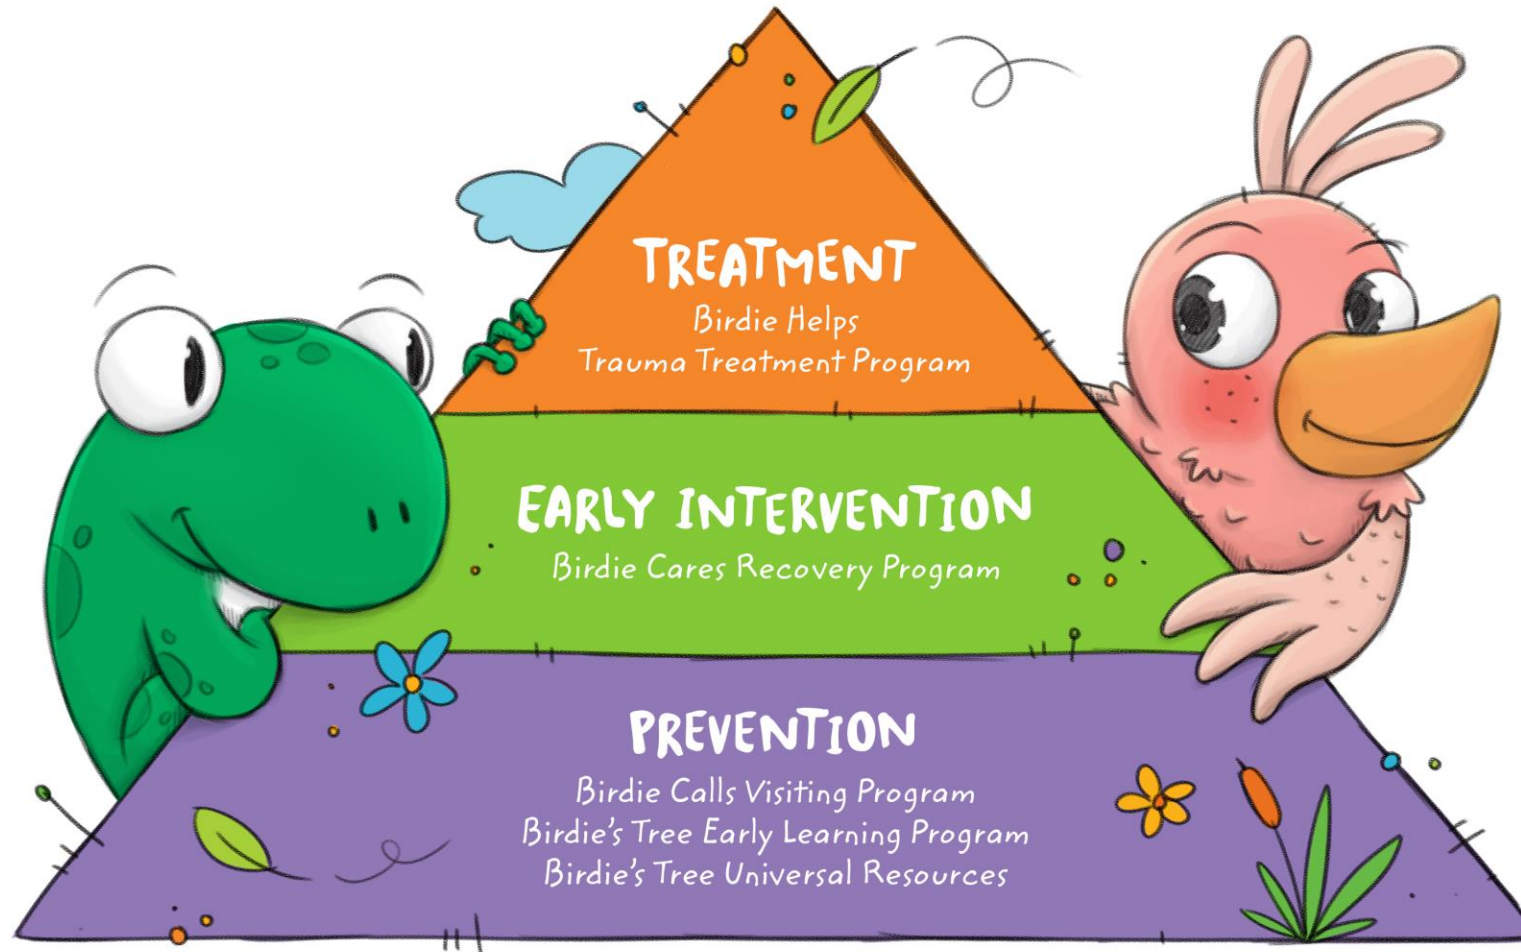 TREATMENT
Birdie Helps
Trauma Treatment Program
EARLY INTERVENTION
Birdie Cares Recovery Program
PREVENTION
Birdie Calls Visiting Program
Birdie's Tree Early Learning Program
Birdie's Tree Universal Resources